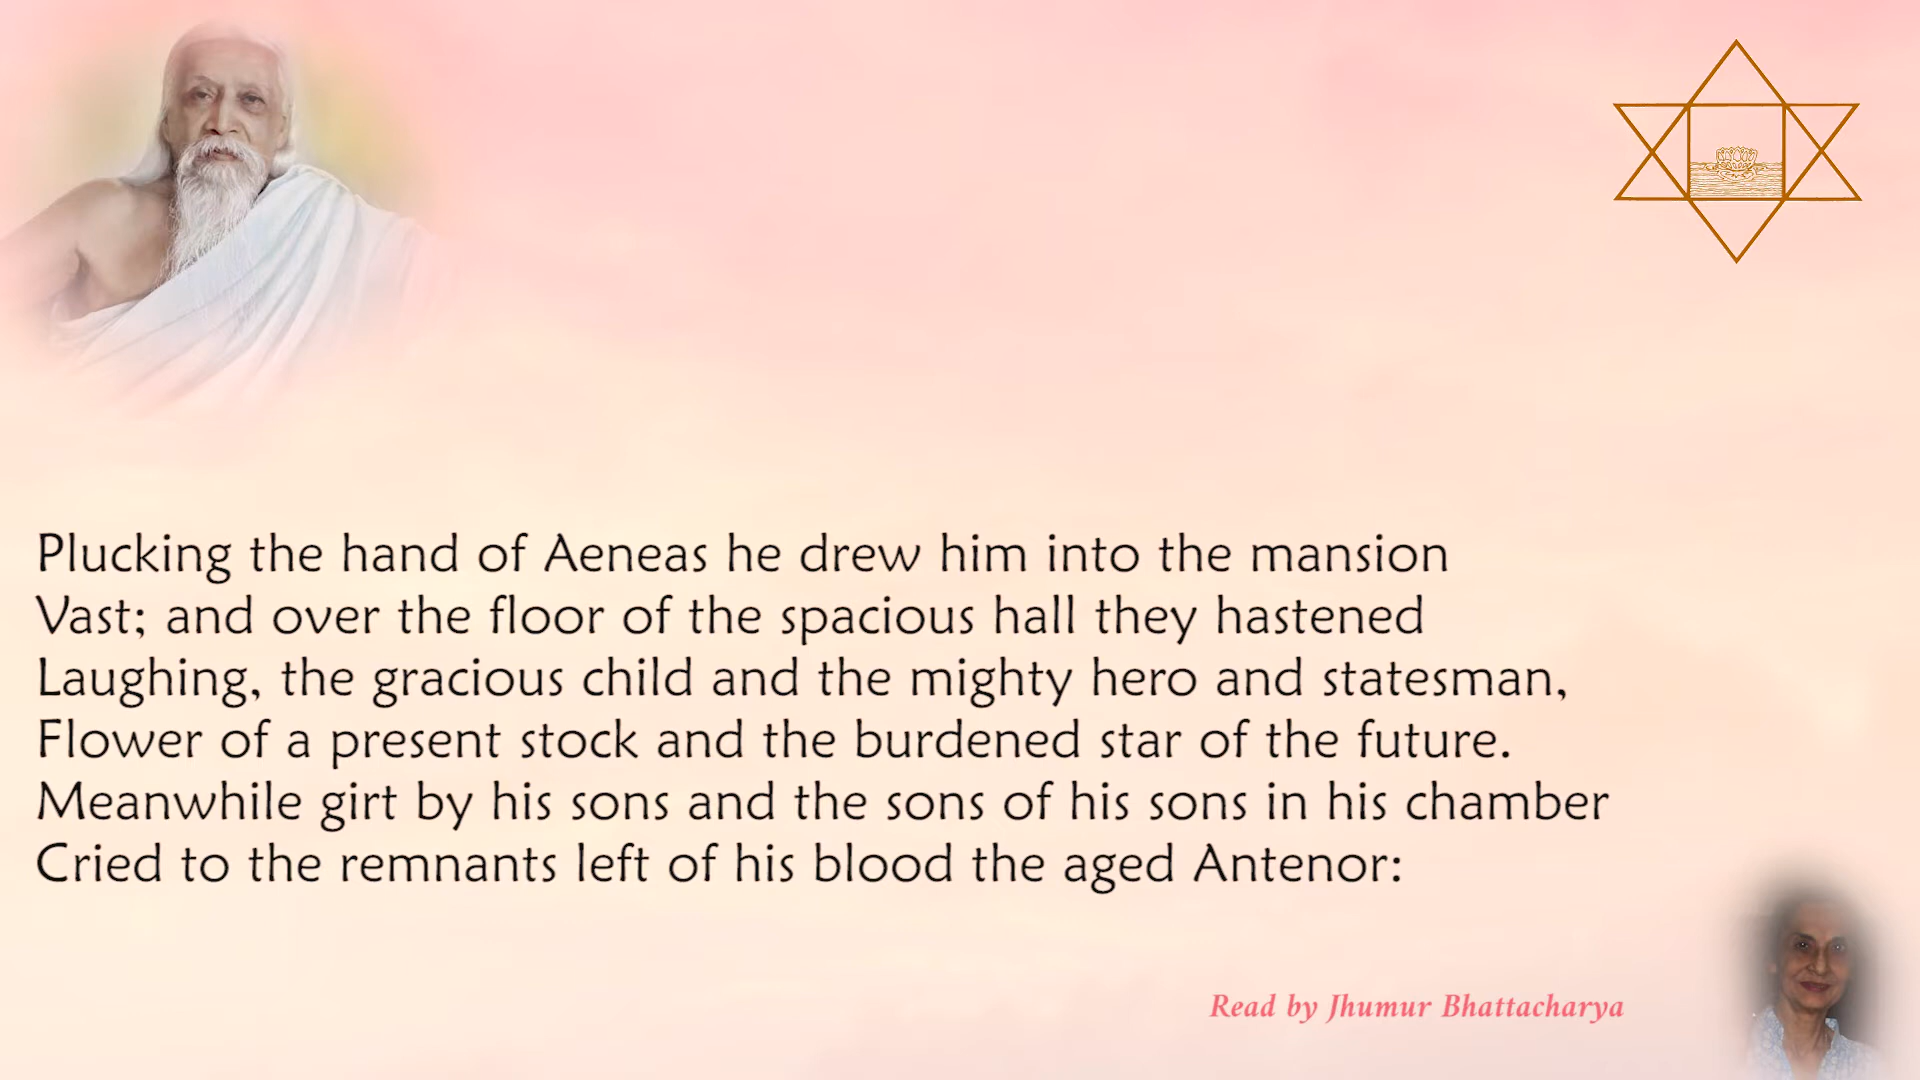 Plucking the hand of Aeneas he drew him into the mansion
Vast; and over the floor of the spacious hall they hastened
Laughing, the gracious child and the mighty hero and statesman,
Flower of a present stock and the burdened star of the future.
Meanwhile girt by his sons and the sons of his sons in his chamber
Cried to the remnants left of his blood the aged Antenor:
Read by Jhumur Bhattacharya